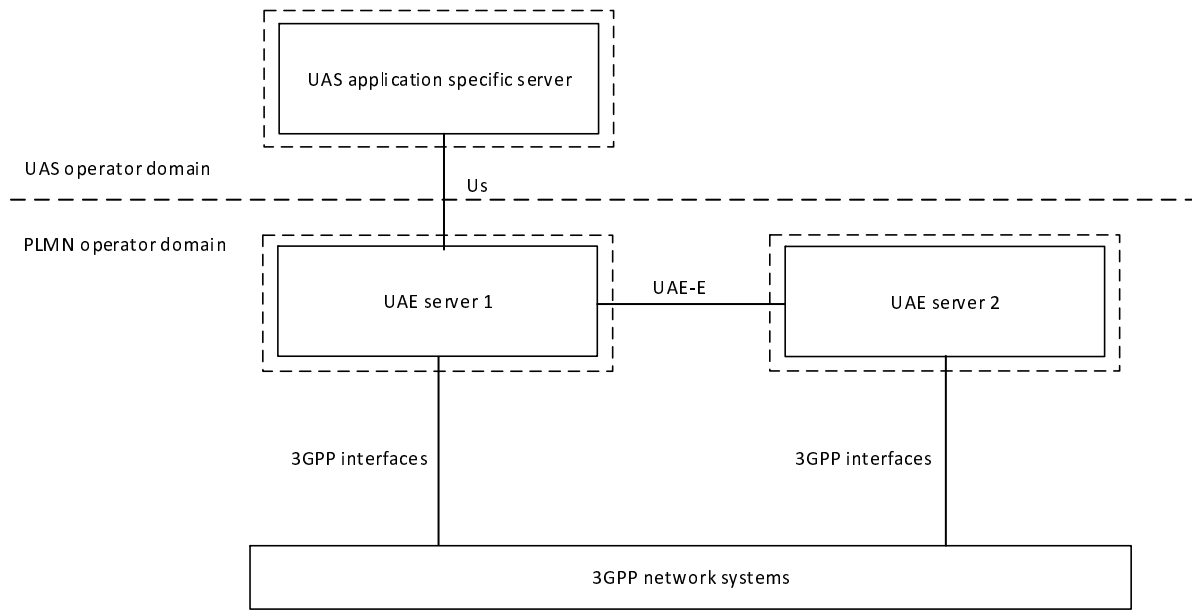 UAS application specific server
UAS operator domain
Us
PLMN operator domain
UAE server 1
UAE-E
UAE server 2
3GPP interfaces
3GPP interfaces
3GPP network systems